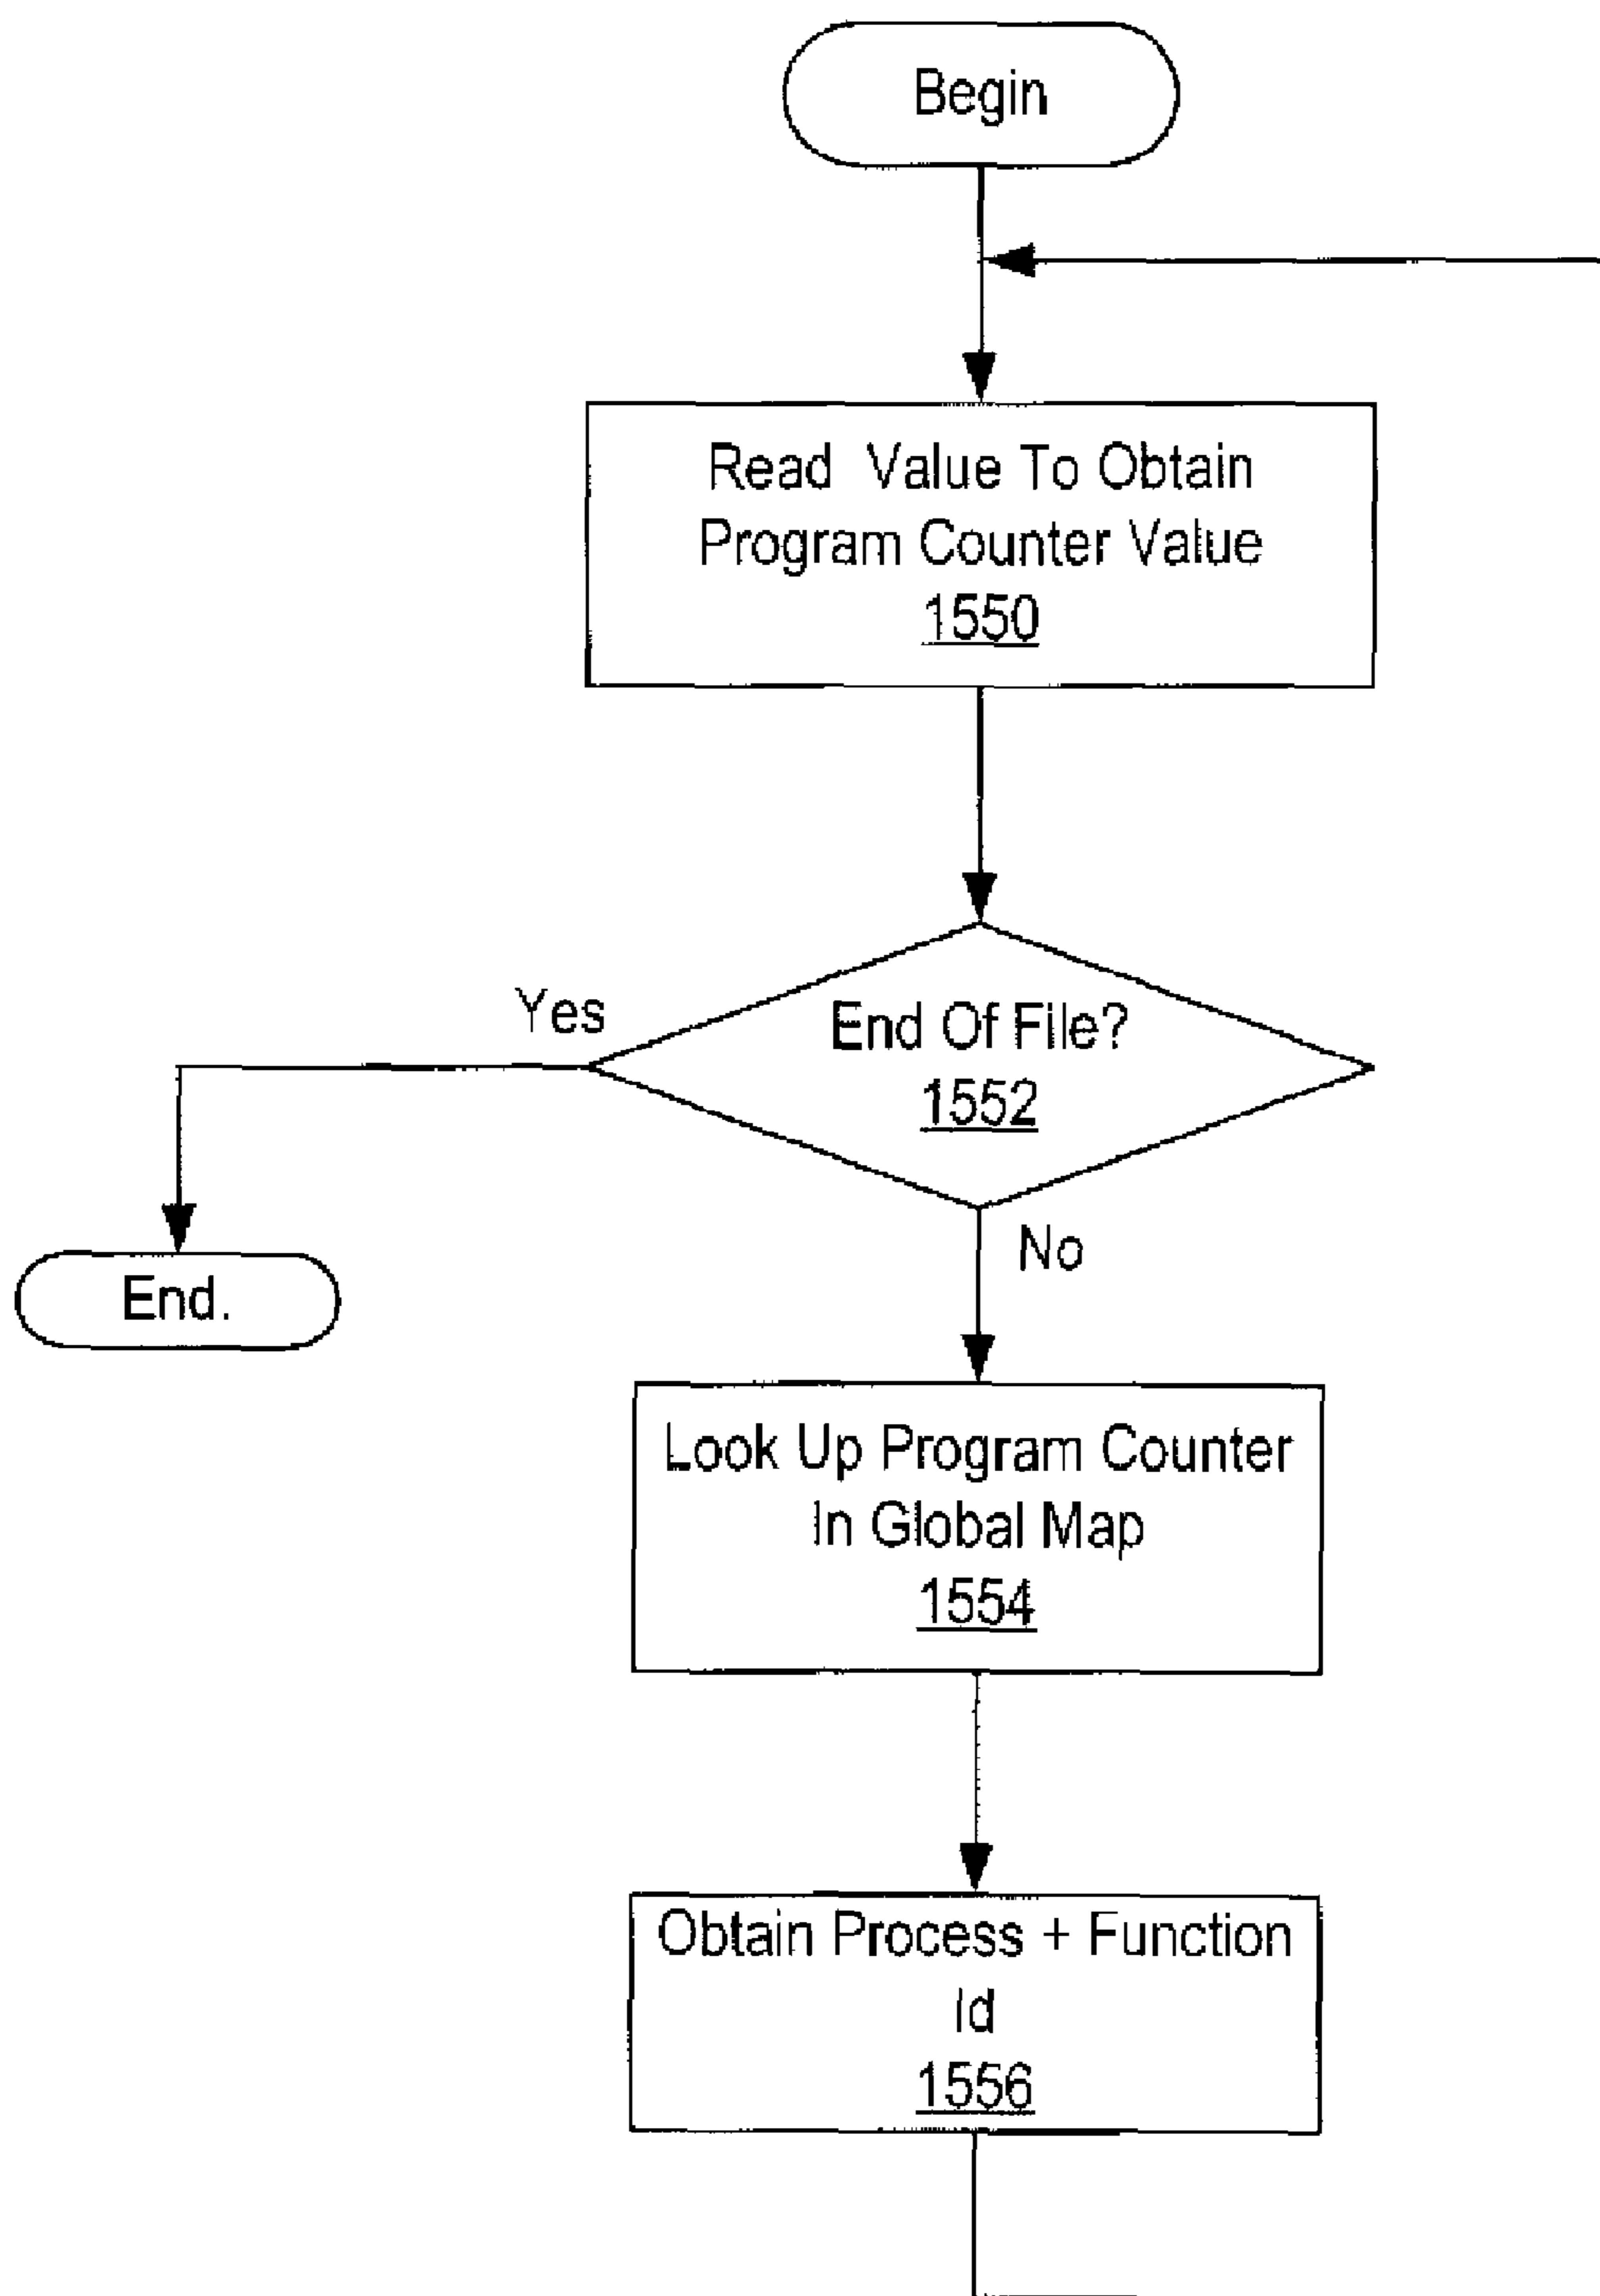 Begin
Read Value To Obtain
Program Counter Value
1550
Yes
End Of File?
1552
No
End.
Look Up Program Counter
In Global Map
1554
Obtain Process + Function
Id
1556